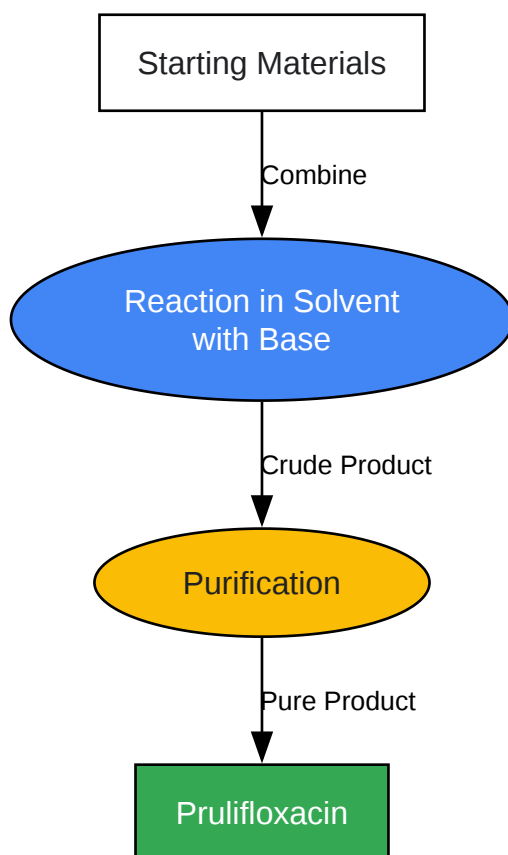 Starting Materials
Combine
Reaction in Solvent
with Base
Crude Product
Purification
Pure Product
Prulifloxacin